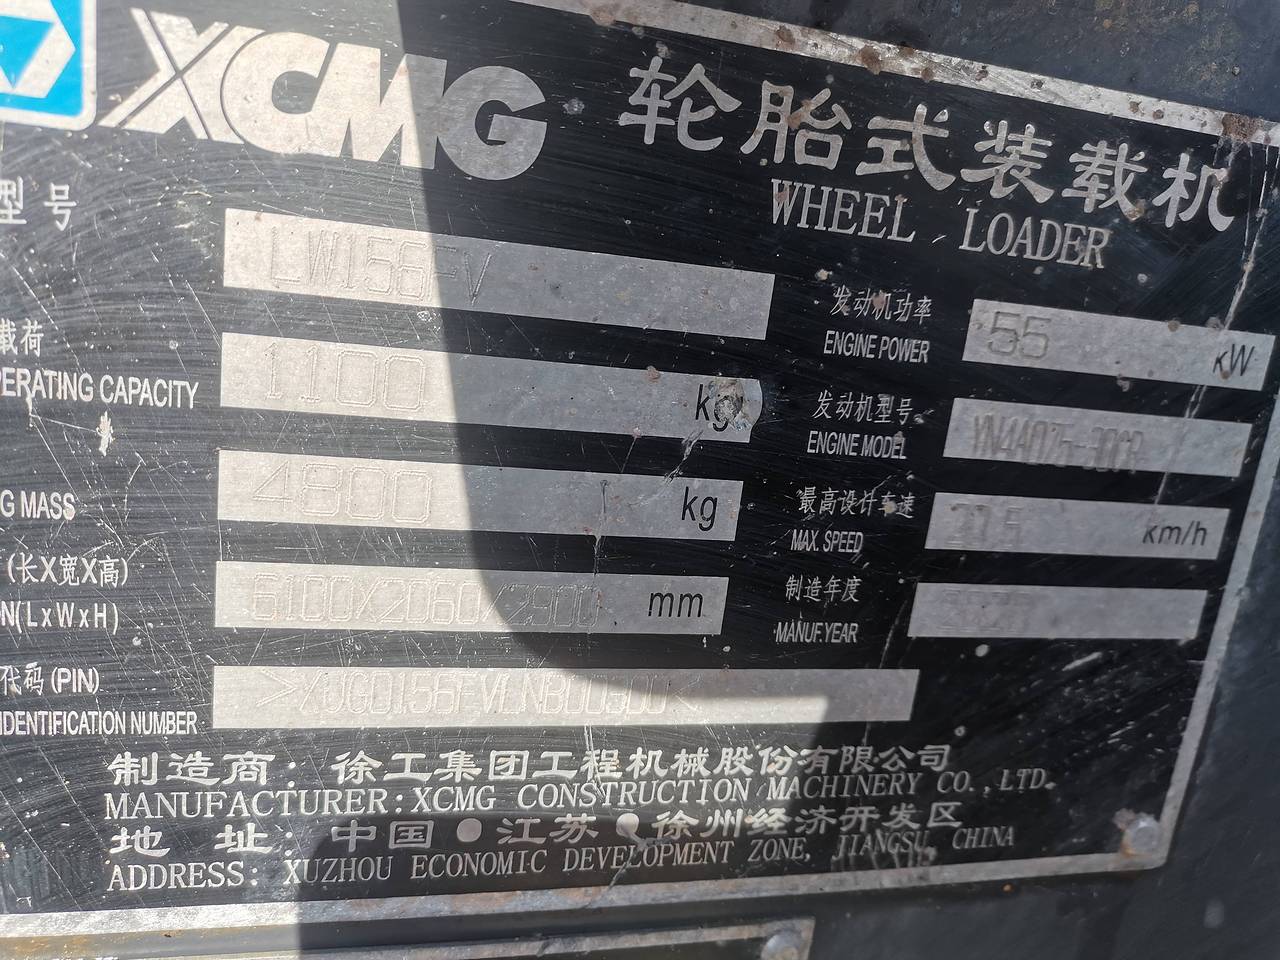 XCMG 轮胎式装载机
WHEEL LOADER
型号 LW156FV
载荷
PERATING CAPACITY 1100 kg
G MASS 4800 kg
(长X宽X高)
N(LxWxH) 6100/2060/2900 mm
代码(PIN)
IDENTIFICATION NUMBER
发动机功率
ENGINE POWER 55 kW
发动机型号
ENGINE MODEL
最高设计车速
MAX. SPEED km/h
制造年度
MANUF.YEAR
制造商：徐工集团工程机械股份有限公司
MANUFACTURER:XCMG CONSTRUCTION MACHINERY CO.,LTD.
地 址：中国●江苏●徐州经济开发区
ADDRESS: XUZHOU ECONOMIC DEVELOPMENT ZONE, JIANGSU, CHINA